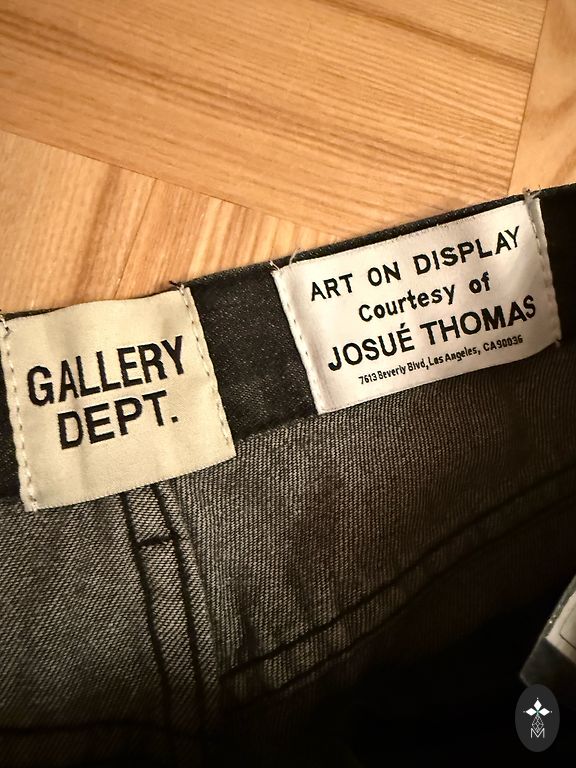 GALLERY
DEPT.
ART ON DISPLAY
Courtesy of
JOSUÉ THOMAS
7613 Beverly Blvd, Los Angeles, CA 90036
M